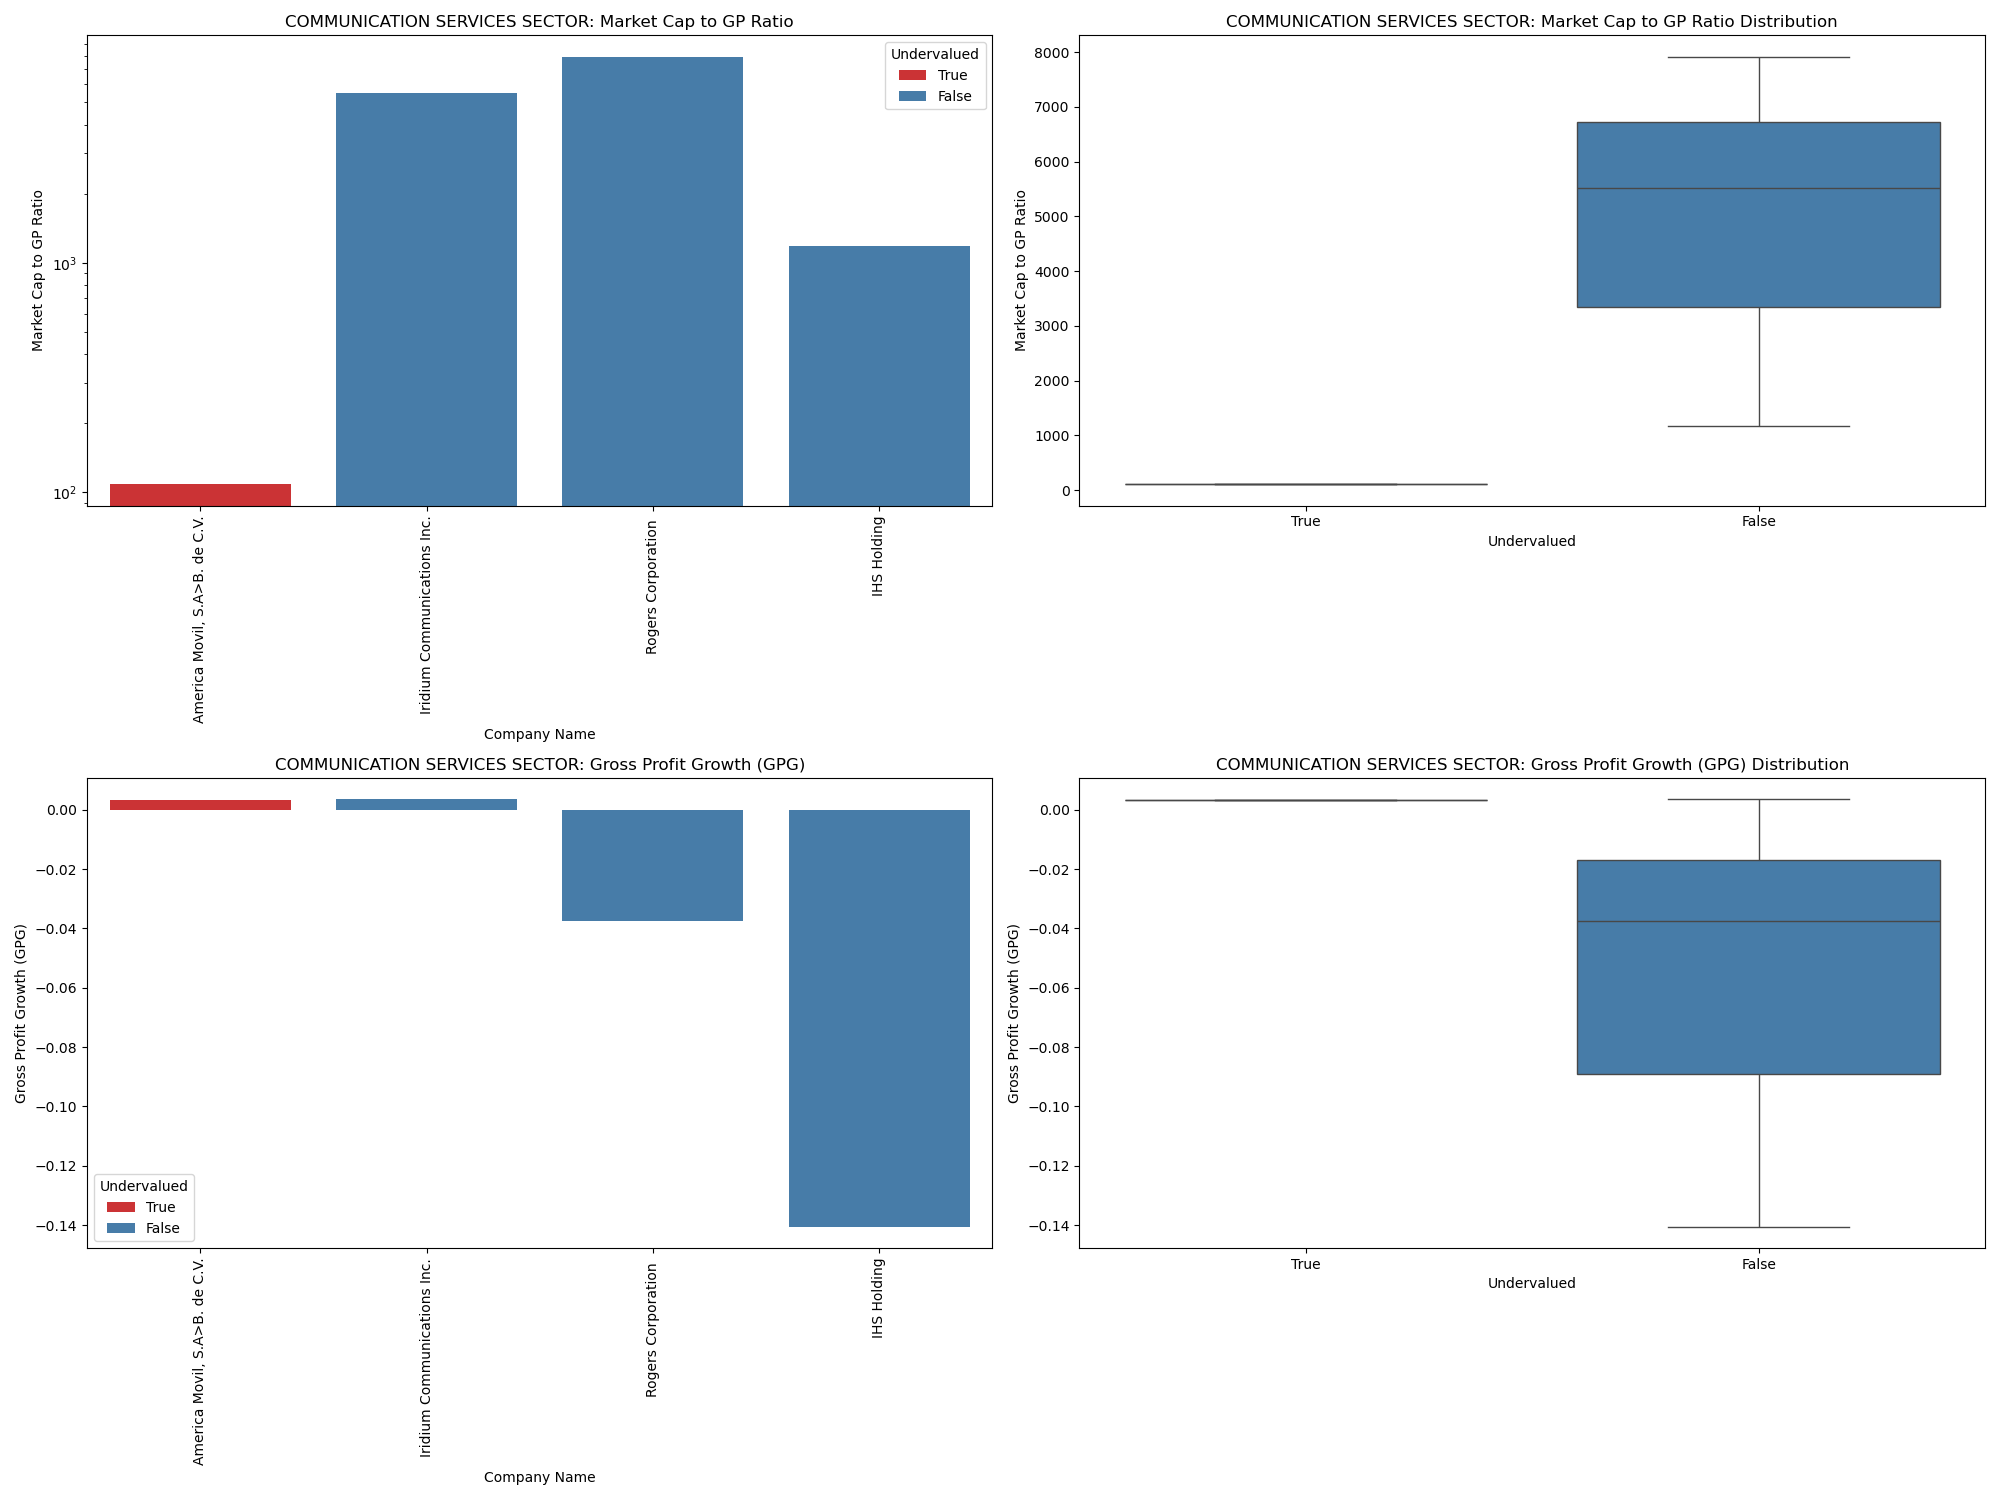 COMMUNICATION SERVICES SECTOR: Market Cap to GP Ratio
Market Cap to GP Ratio
10³
10²
Undervalued
True
False
America Movil, S.A>B. de C.V.
Iridium Communications Inc.
Rogers Corporation
IHS Holding
Company Name
COMMUNICATION SERVICES SECTOR: Market Cap to GP Ratio Distribution
Market Cap to GP Ratio
8000
7000
6000
5000
4000
3000
2000
1000
0
True
False
Undervalued
COMMUNICATION SERVICES SECTOR: Gross Profit Growth (GPG)
Gross Profit Growth (GPG)
0.00
−0.02
−0.04
−0.06
−0.08
−0.10
−0.12
−0.14
Undervalued
True
False
America Movil, S.A>B. de C.V.
Iridium Communications Inc.
Rogers Corporation
IHS Holding
Company Name
COMMUNICATION SERVICES SECTOR: Gross Profit Growth (GPG) Distribution
Gross Profit Growth (GPG)
0.00
−0.02
−0.04
−0.06
−0.08
−0.10
−0.12
−0.14
True
False
Undervalued